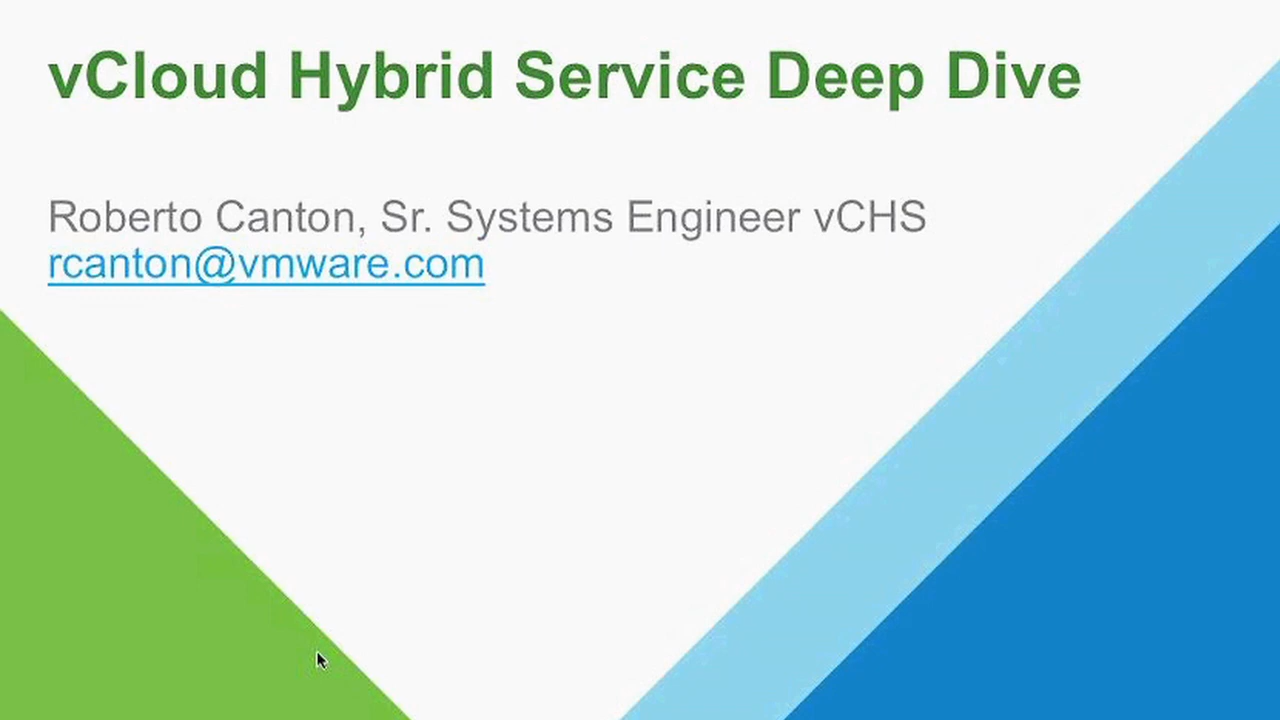 vCloud Hybrid Service Deep Dive
Roberto Canton, Sr. Systems Engineer vCHS
rcanton@vmware.com